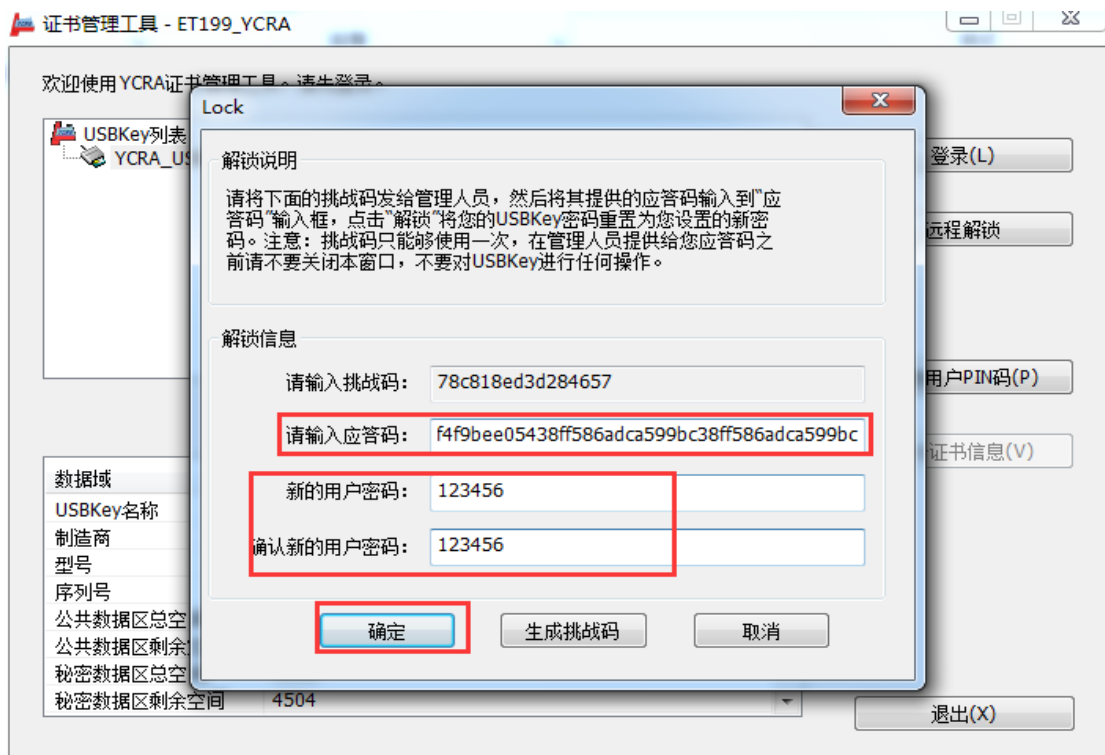 证书管理工具 - ET199_YCRA
欢迎使用YCRA证书管理工具。请先登录。
Lock
USBKey列表
YCRA_US
登录(L)
远程解锁
用户PIN码(P)
证书信息(V)
解锁说明
请将下面的挑战码发给管理人员，然后将其提供的应答码输入到"应
答码"输入框，点击"解锁"将您的USBKey密码重置为您设置的新密
码。注意：挑战码只能够使用一次，在管理人员提供给您应答码之
前请不要关闭本窗口，不要对USBKey进行任何操作。
解锁信息
请输入挑战码： 78c818ed3d284657
请输入应答码： f4f9bee05438ff586adca599bc38ff586adca599bc
新的用户密码： 123456
确认新的用户密码： 123456
确定 生成挑战码 取消
数据域
USBKey名称
制造商
型号
序列号
公共数据区总空
公共数据区剩余
秘密数据区总空
秘密数据区剩余空间 4504
退出(X)